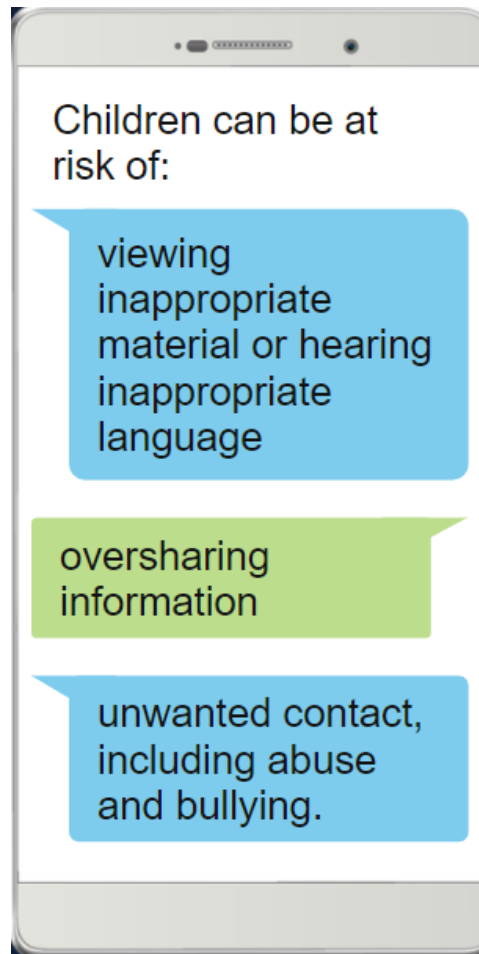 Children can be at
risk of:
viewing
inappropriate
material or hearing
inappropriate
language
oversharing
information
unwanted contact,
including abuse
and bullying.